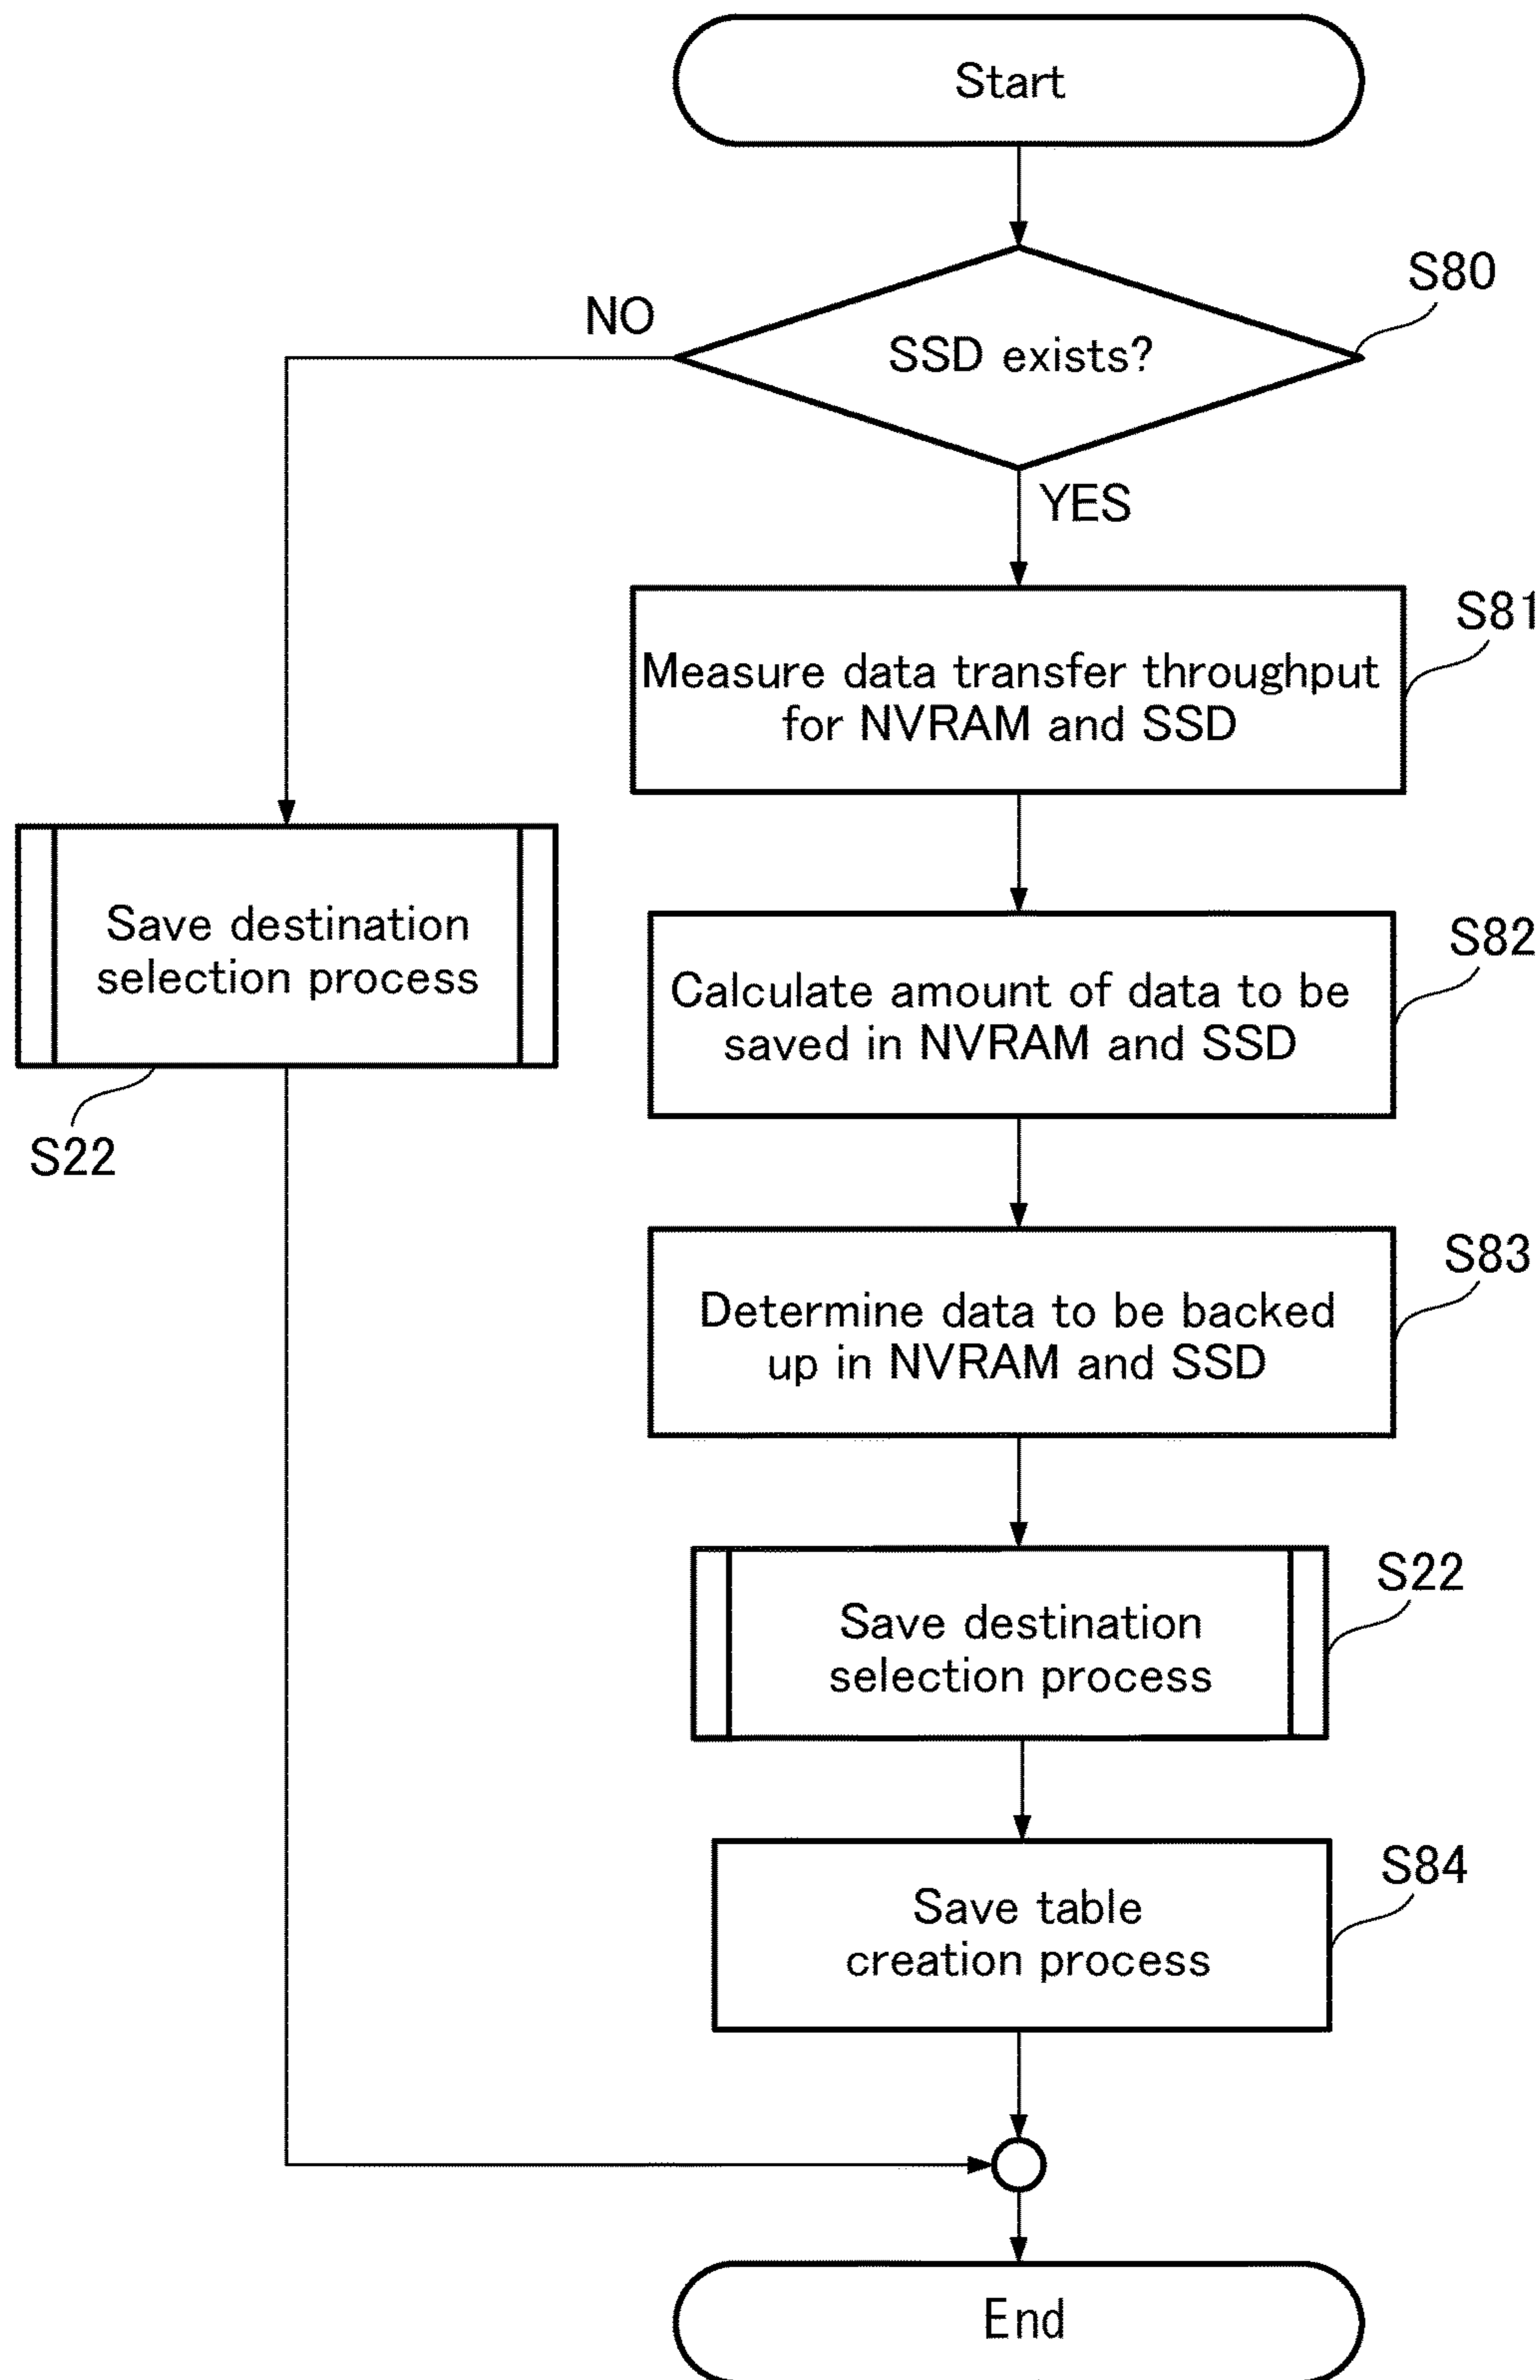 Start
S80
NO
SSD exists?
YES
S81
Measure data transfer throughput
for NVRAM and SSD
Save destination
selection process
S22
S82
Calculate amount of data to be
saved in NVRAM and SSD
S83
Determine data to be backed
up in NVRAM and SSD
S22
Save destination
selection process
S84
Save table
creation process
End